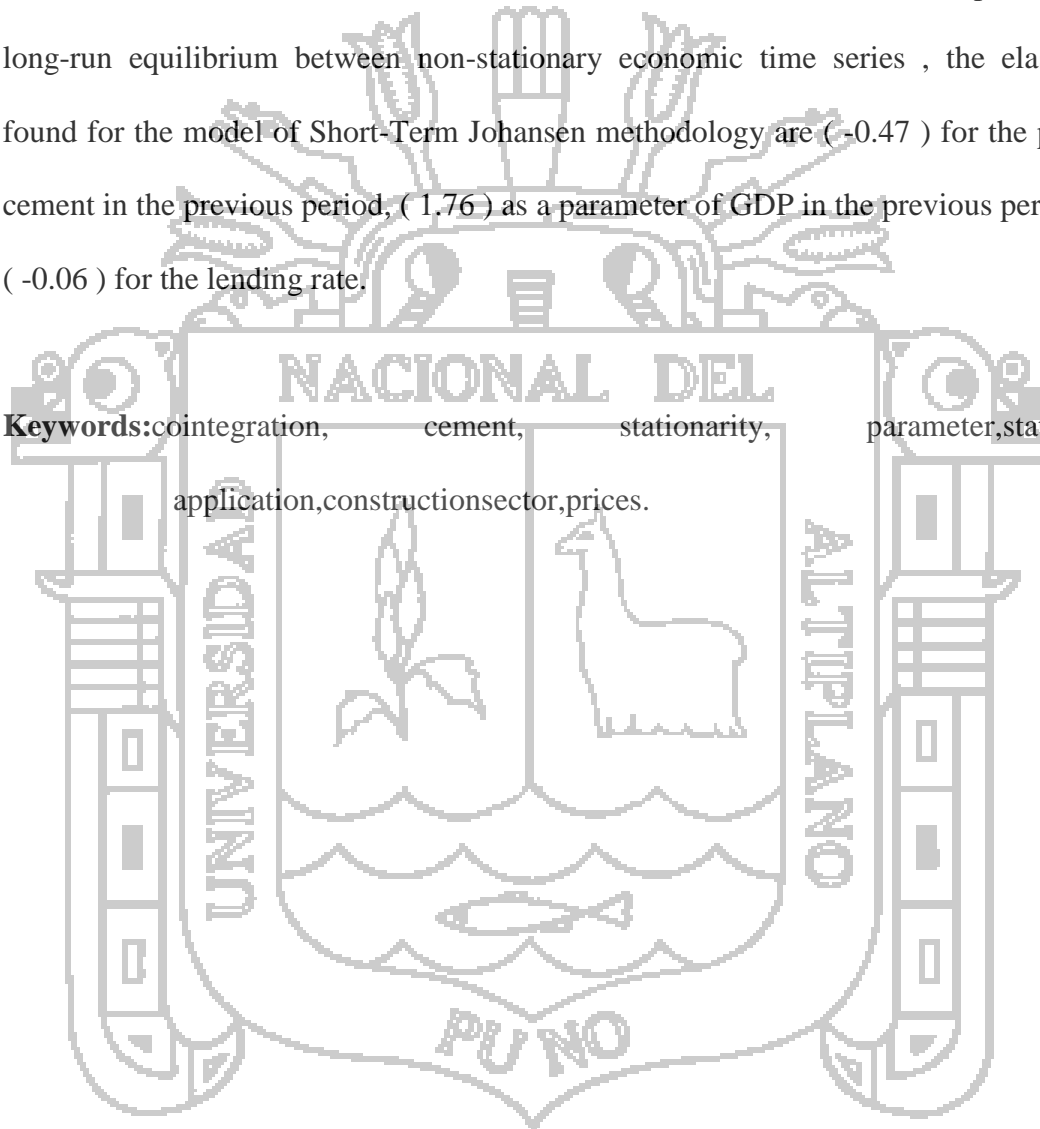 long-run equilibrium between non-stationary economic time series , the
found for the model of Short-Term Johansen methodology are ( -0.47 ) for the
cement in the previous period, ( 1.76 ) as a parameter of GDP in the previous
( -0.06 ) for the lending rate.
NACIONAL DEL
Keywords:cointegration, cement, stationarity, parameter,
application,constructionsector,prices.
UNIVERSIDAD
ALTIPLANO
PUNO